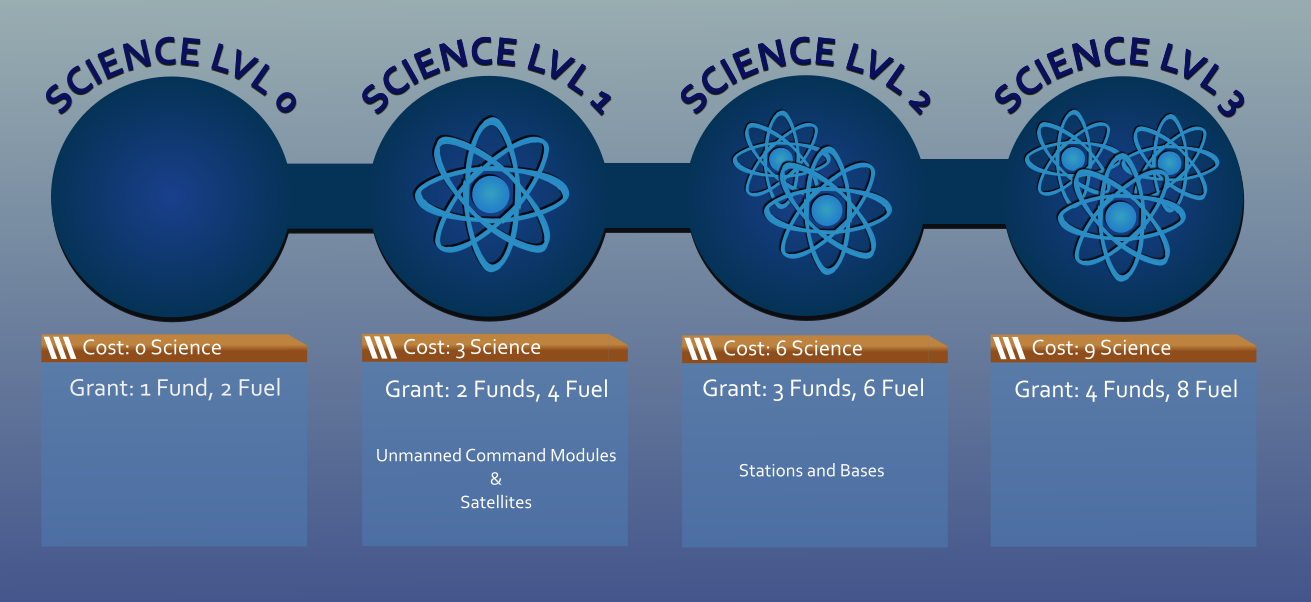 SCIENCE LVL 0
Cost: 0 Science
Grant: 1 Fund, 2 Fuel
SCIENCE LVL 1
Cost: 3 Science
Grant: 2 Funds, 4 Fuel
Unmanned Command Modules
&
Satellites
SCIENCE LVL 2
Cost: 6 Science
Grant: 3 Funds, 6 Fuel
Stations and Bases
SCIENCE LVL 3
Cost: 9 Science
Grant: 4 Funds, 8 Fuel